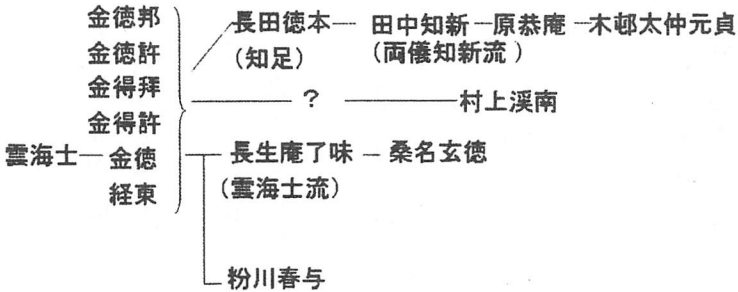 金徳邦
金徳許
金得拜
金得許
雲海士―金徳
経東
長田徳本― 田中知新―原恭庵―木邨太仲元貞
(知足) (両儀知新流)
? 村上渓南
長生庵了味 ― 桑名玄徳
(雲海士流)
粉川春与